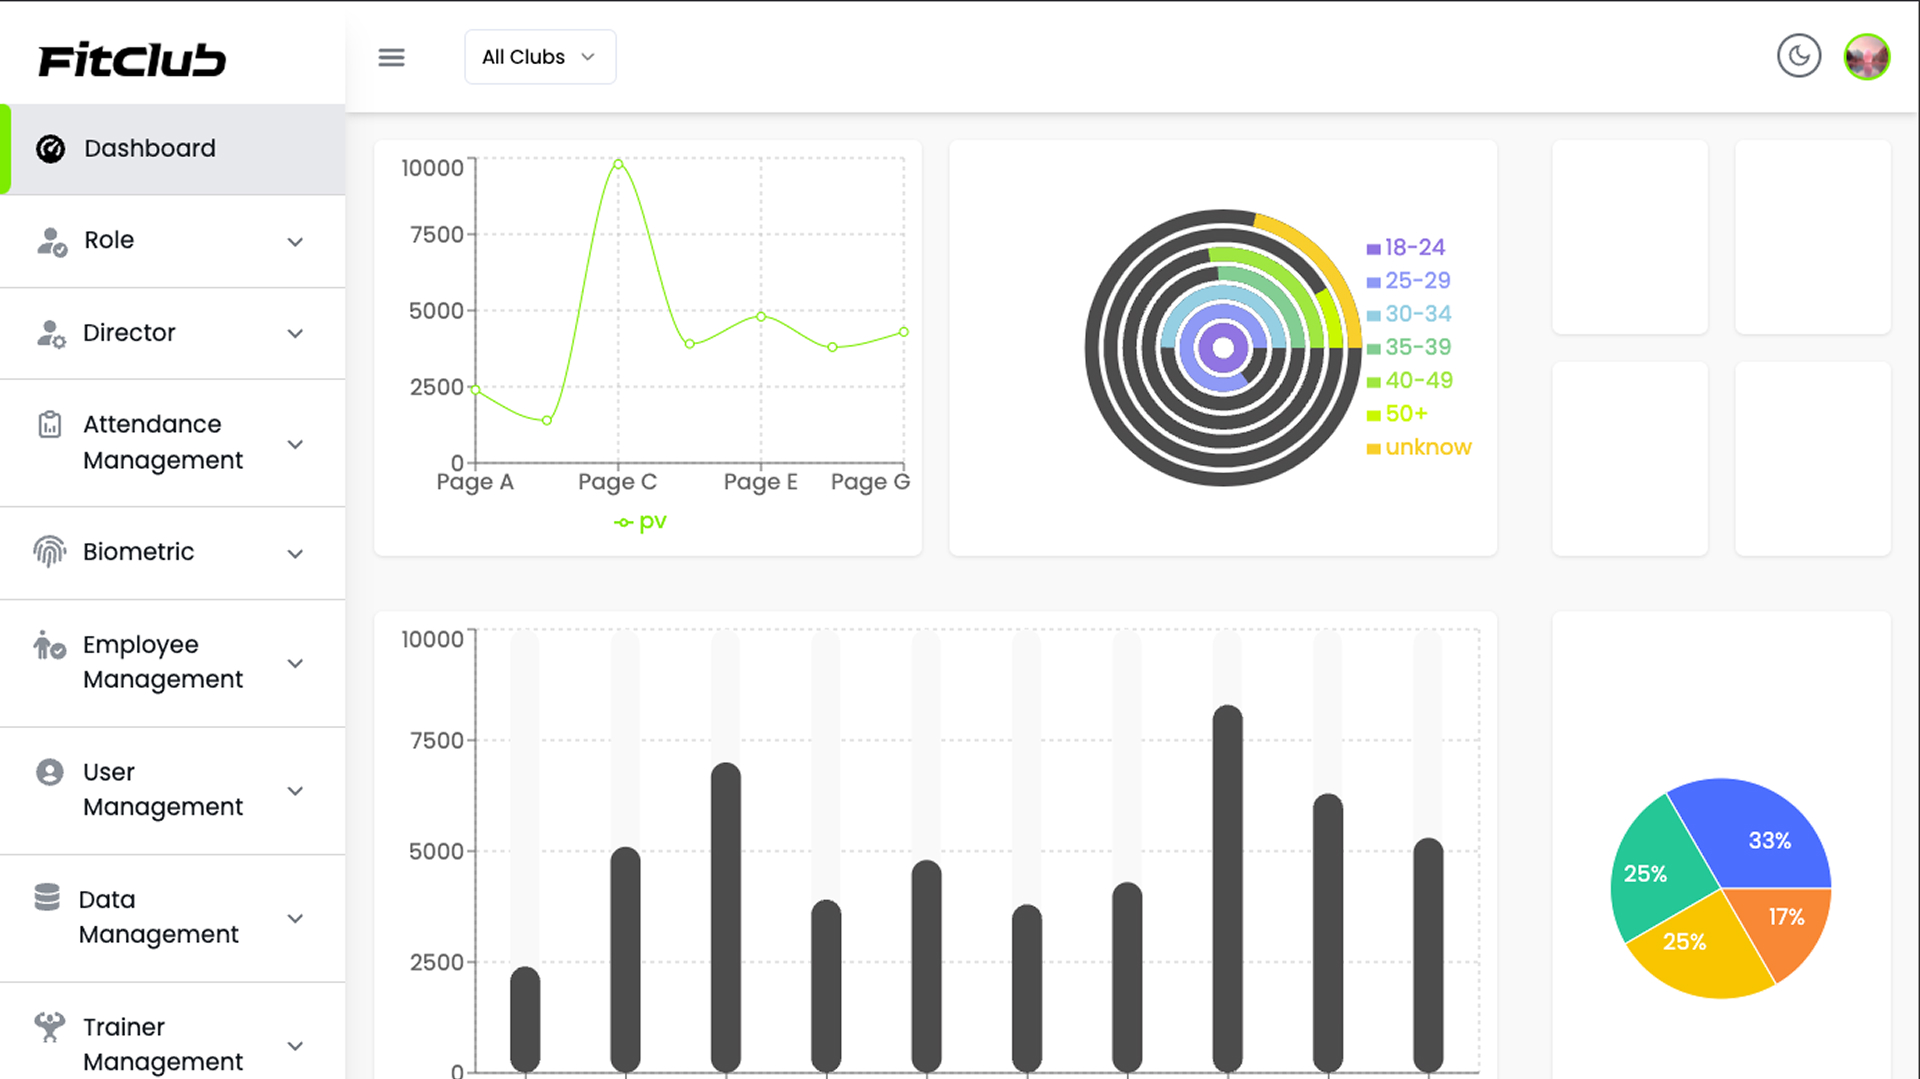 FitClub
All Clubs
Dashboard
Role
Director
Attendance
Management
Biometric
Employee
Management
User
Management
Data
Management
Trainer
Management
10000
7500
5000
2500
0
Page A
Page C
Page E
Page G
pv
18-24
25-29
30-34
35-39
40-49
50+
unknow
10000
7500
5000
2500
0
33%
25%
25%
17%